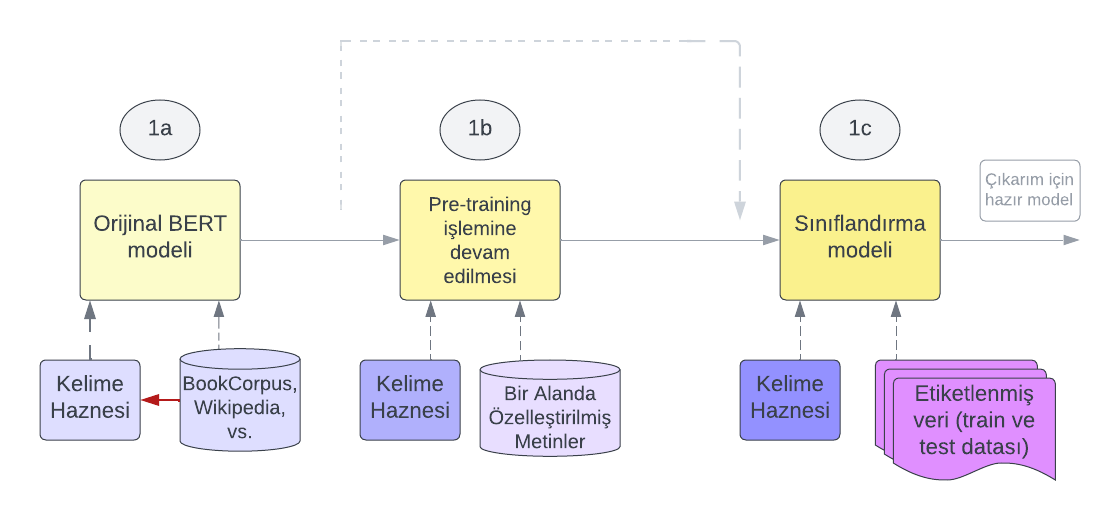 1a
1b
1c
Orijinal BERT
modeli
Pre-training
işlemine
devam
edilmesi
Sınıflandırma
modeli
Çıkarım için
hazır model
Kelime
Haznesi
BookCorpus,
Wikipedia,
vs.
Kelime
Haznesi
Bir Alanda
Özelleştirilmiş
Metinler
Kelime
Haznesi
Etiketlenmiş
veri (train ve
test datası)